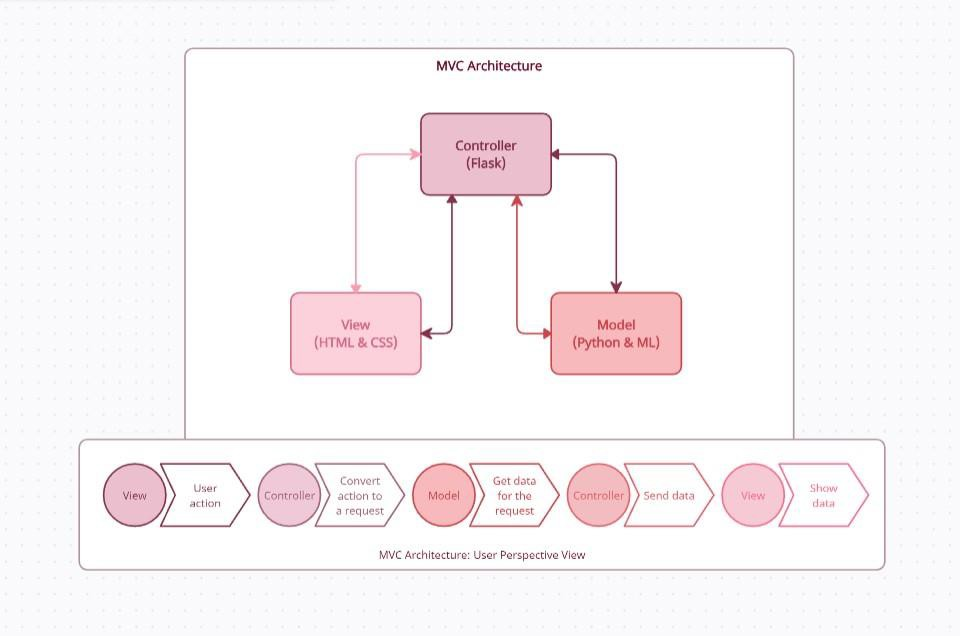 MVC Architecture
Controller
(Flask)
View
(HTML & CSS)
Model
(Python & ML)
View
User
action
Controller
Convert
action to
a request
Model
Get data
for the
request
Controller
Send data
View
Show
data
MVC Architecture: User Perspective View